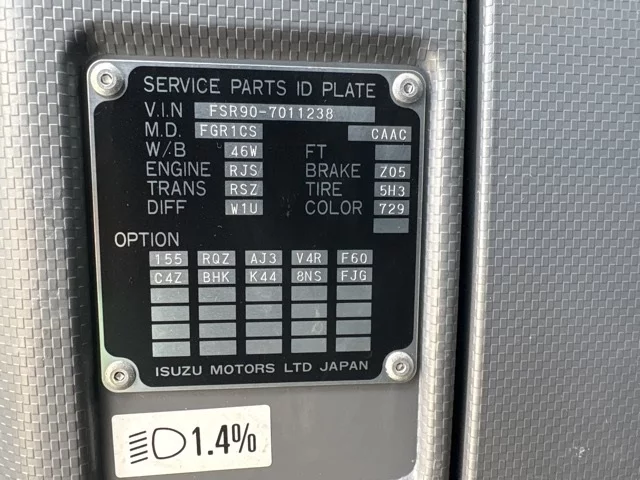 SERVICE PARTS ID PLATE
V.I.N FSR90-7011238
M.D. FGR1CS CAAC
W/B 46W FT
ENGINE RJS BRAKE Z05
TRANS RSZ TIRE 5H3
DIFF W1U COLOR 729
OPTION
155 RQZ AJ3 V4R F60
C4Z BHK K44 8NS FJG
ISUZU MOTORS LTD JAPAN
1.4%